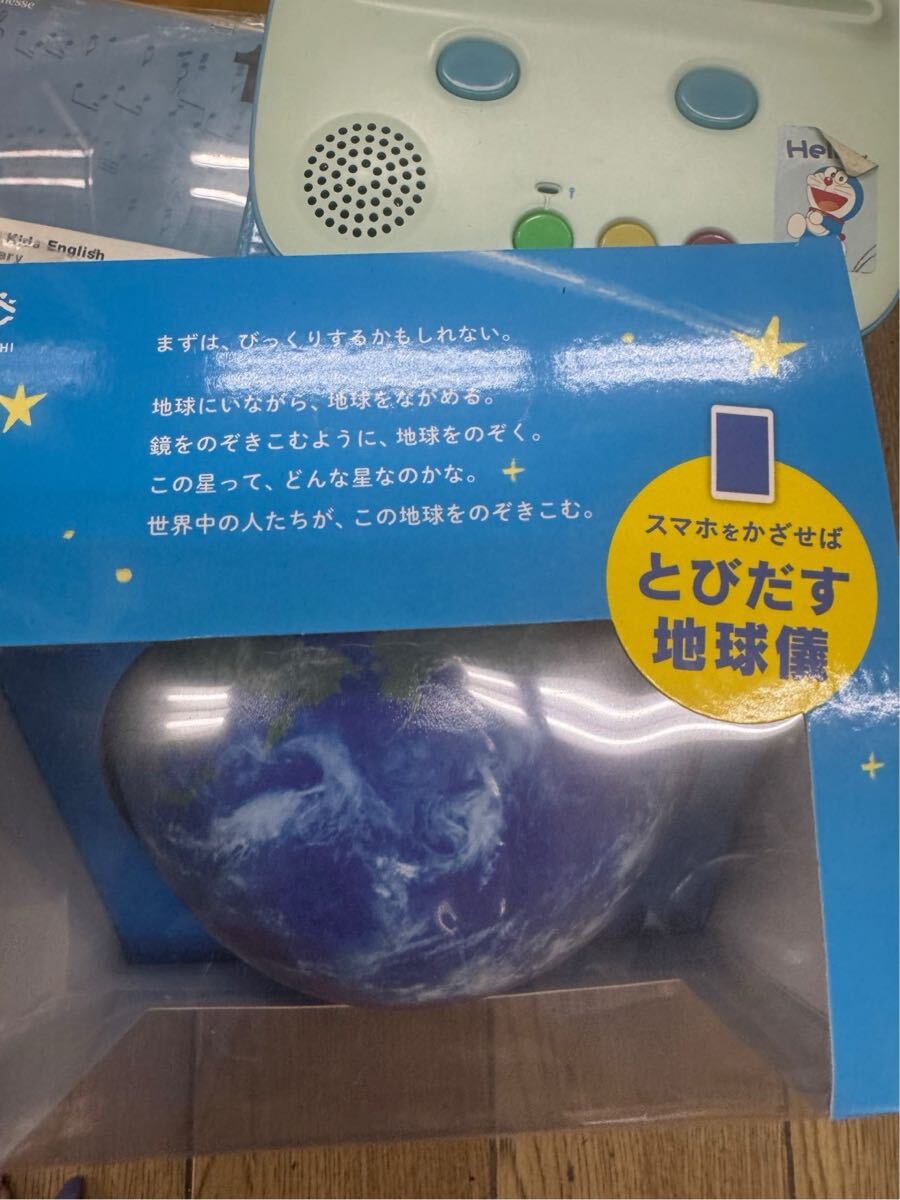 nesse
Hel
Kids English
ary
HI
まずは、びっくりするかもしれない。
地球にいながら、地球をながめる。
鏡をのぞきこむように、地球をのぞく。
この星って、どんな星なのかな。
世界中の人たちが、この地球をのぞきこむ。
スマホをかざせば
とびだす
地球儀